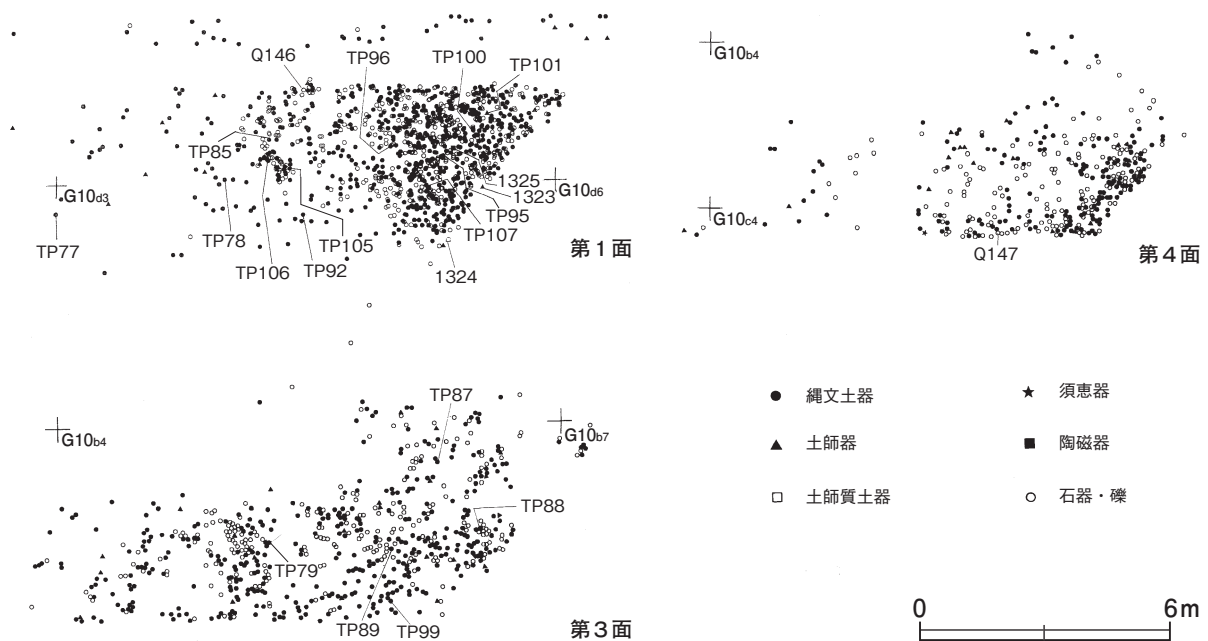 Q146
TP96
TP100
TP101
TP85
G10d3
TP77
TP78
TP106
TP92
TP105
1325
1323
G10d6
TP95
TP107
1324
第1面
G10b4
G10c4
Q147
第4面
TP87
G10b4
G10b7
TP88
TP79
TP89
TP99
第3面
● 縄文土器
▲ 土師器
□ 土師質土器
★ 須恵器
■ 陶磁器
○ 石器・礫
0 6m